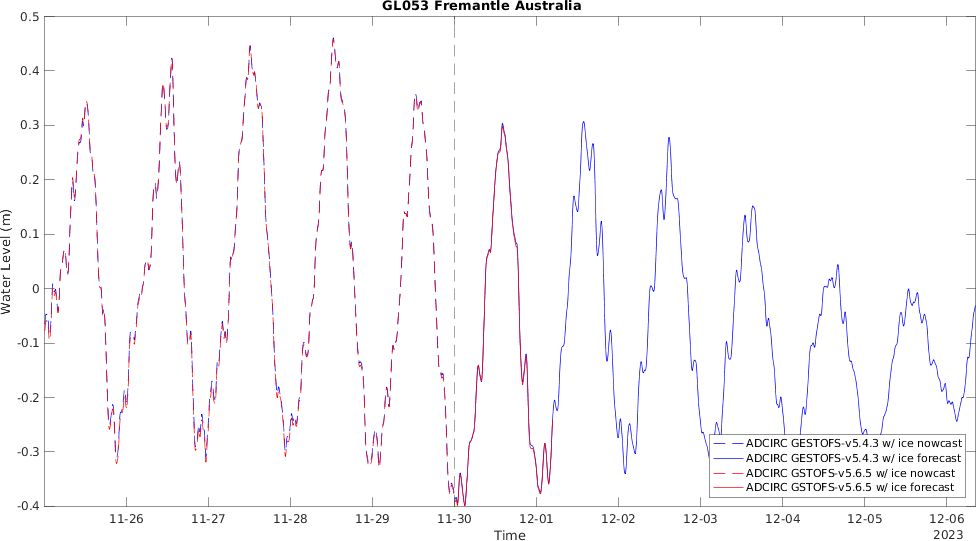 GL053 Fremantle Australia
0.5
0.4
0.3
0.2
0.1
0
-0.1
-0.2
-0.3
-0.4
Water Level (m)
11-26 11-27 11-28 11-29 11-30 12-01 12-02 12-03 12-04 12-05 12-06
2023
Time
ADCIRC GESTOFS-v5.4.3 w/ ice nowcast
ADCIRC GESTOFS-v5.4.3 w/ ice forecast
ADCIRC GSTOFS-v5.6.5 w/ ice nowcast
ADCIRC GSTOFS-v5.6.5 w/ ice forecast